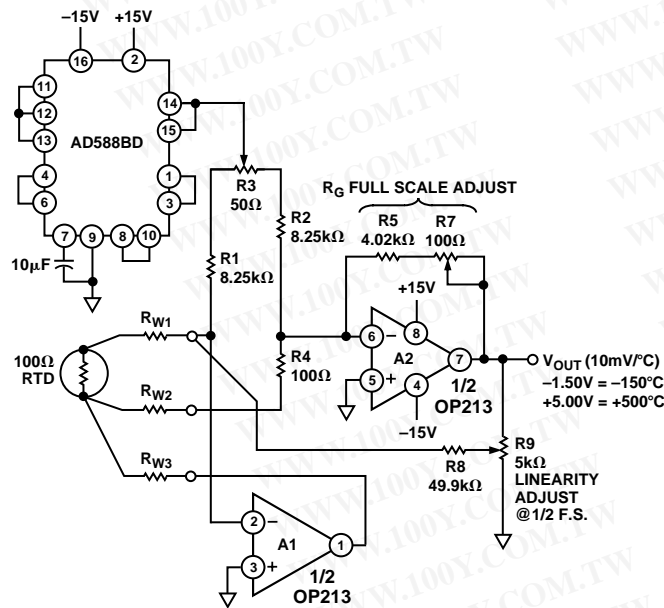 –15V
+15V
16
2
11
12
13
14
15
AD588BD
4
6
1
3
7
9
8
10
10µF
R3
50Ω
R2
8.25kΩ
R1
8.25kΩ
RG FULL SCALE ADJUST
R5
4.02kΩ
R7
100Ω
+15V
6
–
8
A2
7
5
+
4
1/2
OP213
–15V
VOUT (10mV/°C)
–1.50V = –150°C
+5.00V = +500°C
100Ω
RTD
RW1
RW2
RW3
R4
100Ω
R8
49.9kΩ
R9
5kΩ
LINEARITY
ADJUST
@1/2 F.S.
2
–
A1
1
3
+
1/2
OP213
WWW.100Y.COM.TW